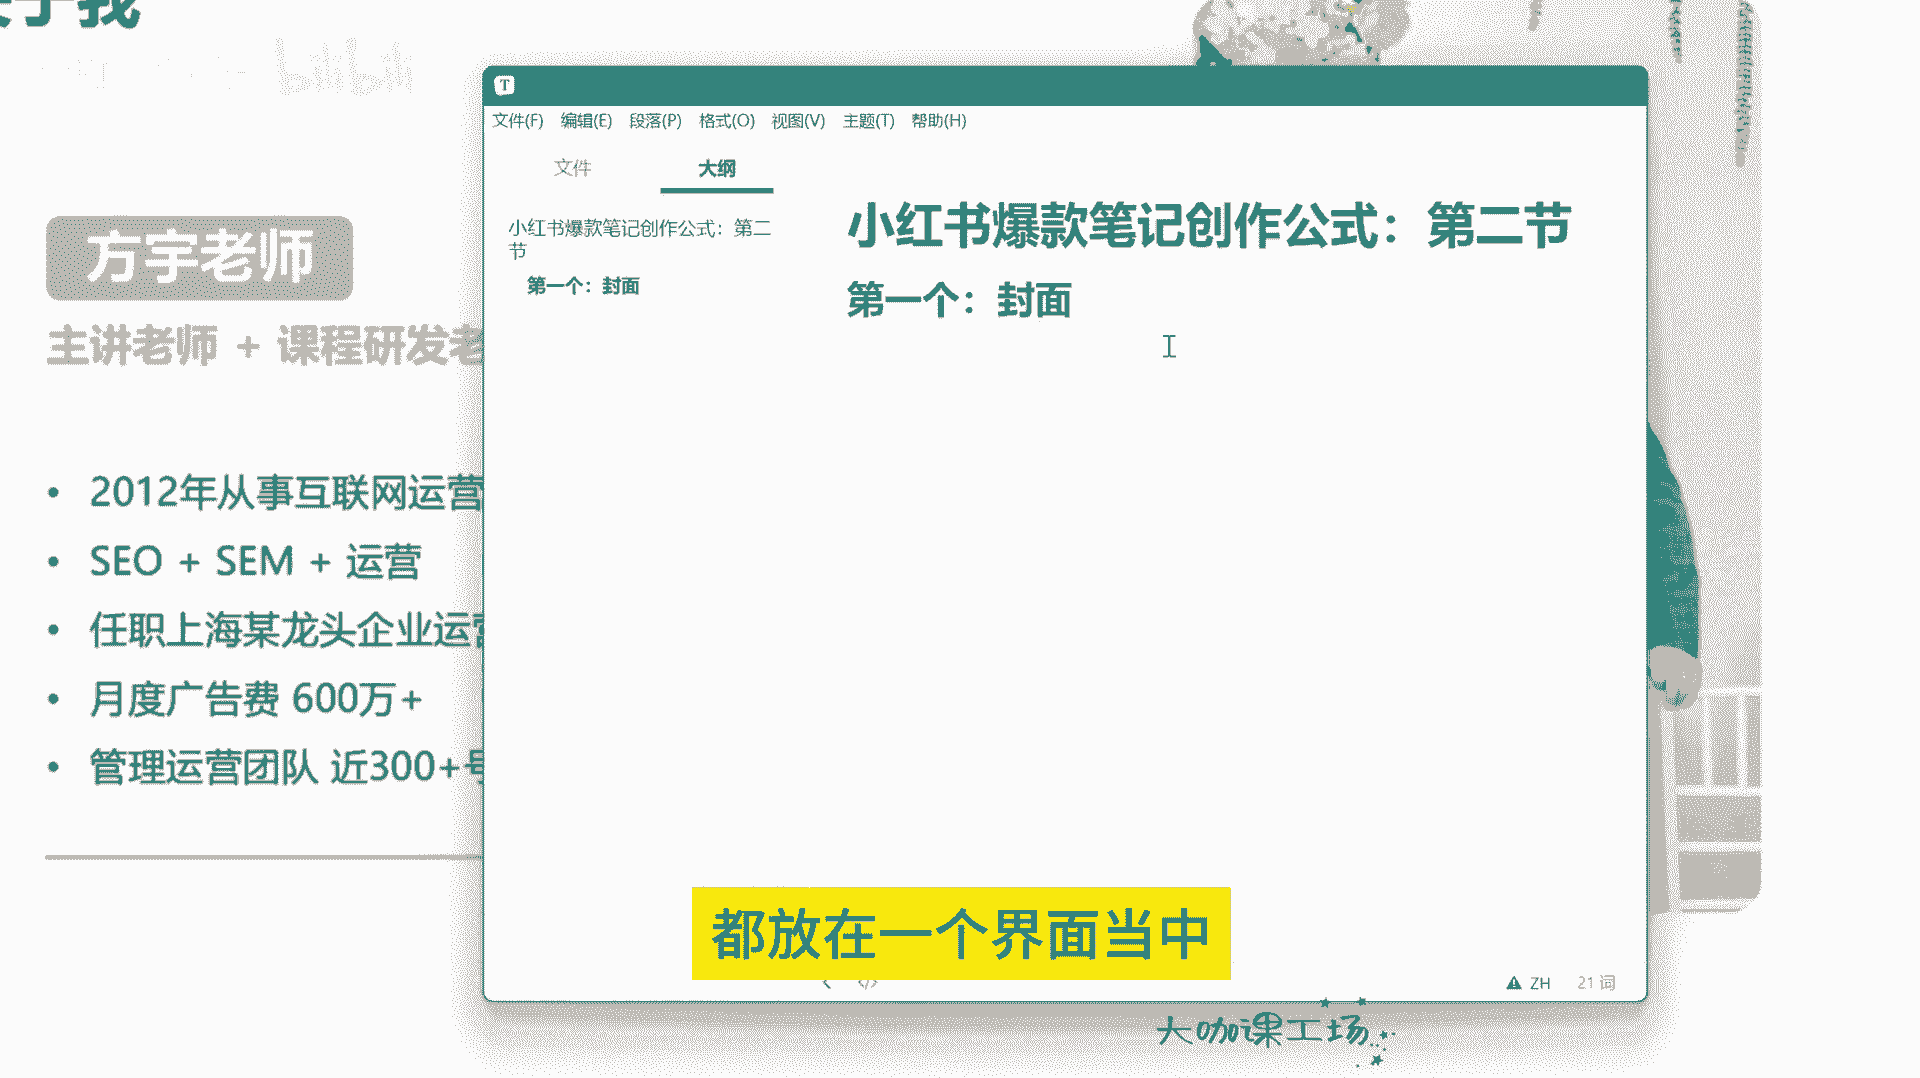 关于我
bilibili
方宇老师
主讲老师 + 课程研发老
• 2012年从事互联网运营
• SEO + SEM + 运营
• 任职上海某龙头企业运营
• 月度广告费 600万+
• 管理运营团队 近300+号
T
文件(F) 编辑(E) 段落(P) 格式(O) 视图(V) 主题(T) 帮助(H)
文件 大纲
小红书爆款笔记创作公式：第二
节
第一个：封面
小红书爆款笔记创作公式：第二节
第一个：封面
都放在一个界面当中
ZH 21 词
大咖课工场